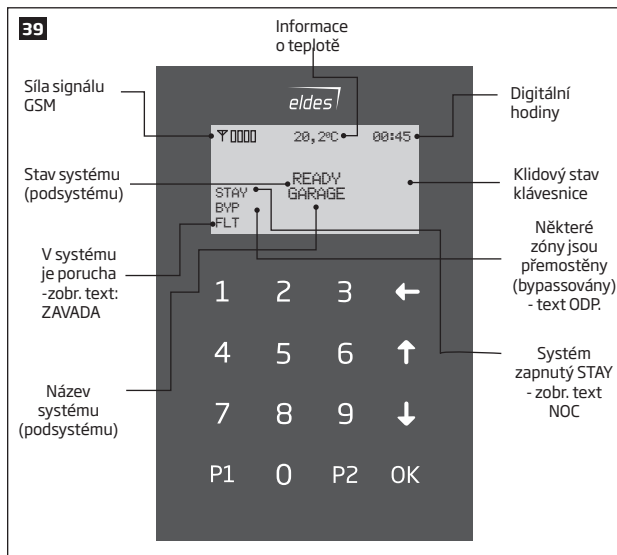 39
Informace
o teplotě
Síla signálu
GSM
Digitální
hodiny
eldes
20,2ºC
00:45
Stav systému
(podsystému)
READY
GARAGE
STAY
BYP
FLT
Klidový stav
klávesnice
V systému
je porucha
-zobr. text:
ZAVADA
Některé
zóny jsou
přemostěny
(bypassovány)
- text ODP.
Název
systému
(podsystému)
Systém
zapnutý STAY
- zobr. text
NOC
1 2 3 ←
4 5 6 ↑
7 8 9 ↓
P1 0 P2 OK